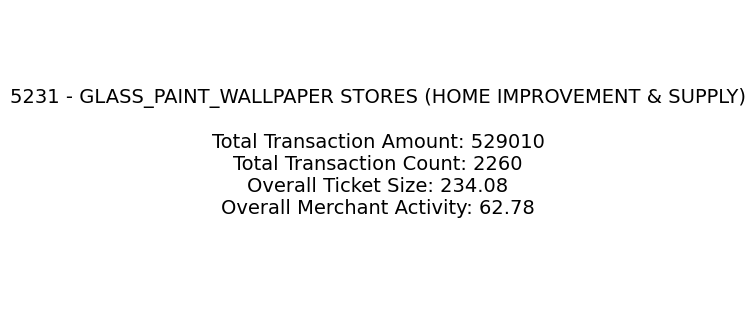 5231 - GLASS_PAINT_WALLPAPER STORES (HOME IMPROVEMENT & SUPPLY)
Total Transaction Amount: 529010
Total Transaction Count: 2260
Overall Ticket Size: 234.08
Overall Merchant Activity: 62.78